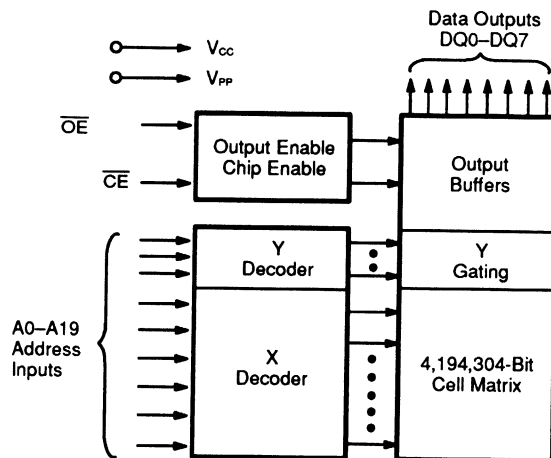 Data Outputs
DQ0–DQ7
VCC
VPP
OE
CE
Output Enable
Chip Enable
Output
Buffers
Y
Decoder
Y
Gating
A0–A19
Address
Inputs
X
Decoder
4,194,304-Bit
Cell Matrix